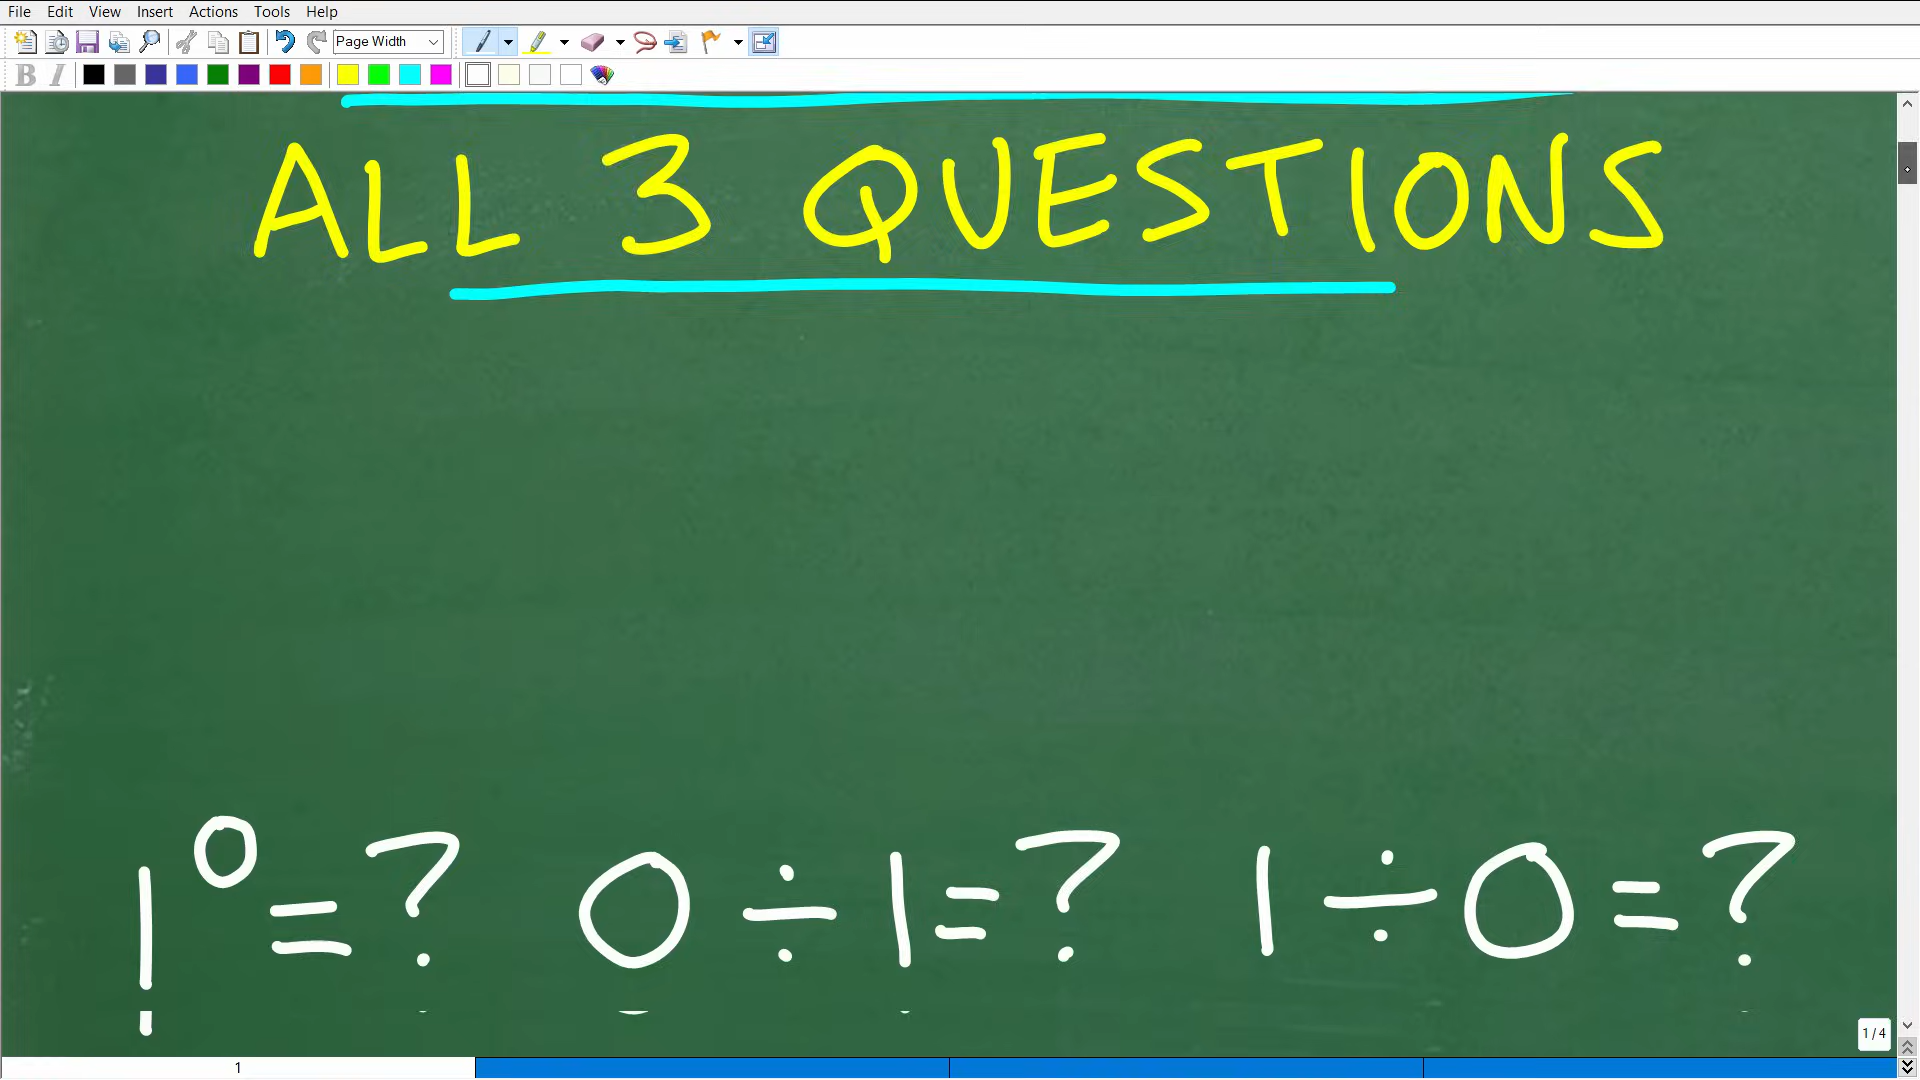 File Edit View Insert Actions Tools Help
Page Width
B I
ALL 3 QUESTIONS
1⁰=? 0÷1=? 1÷0=?
1/4
1